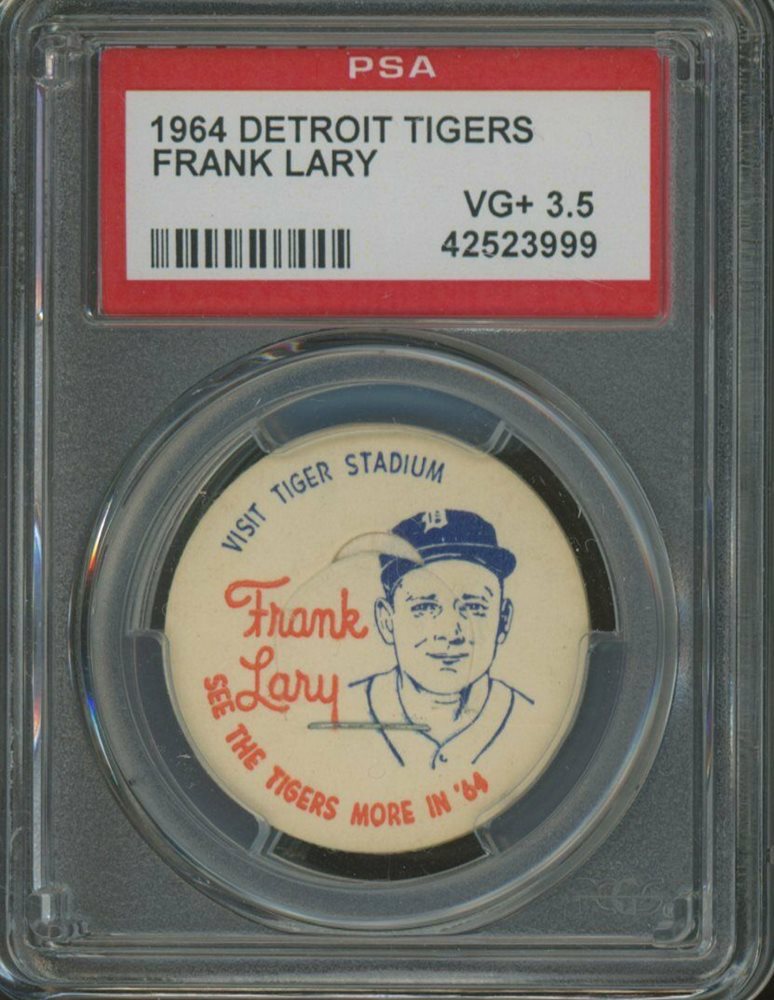 PSA
1964 DETROIT TIGERS
FRANK LARY
VG+ 3.5
42523999
VISIT TIGER STADIUM
D
Frank
Lary
SEE THE TIGERS MORE IN '64